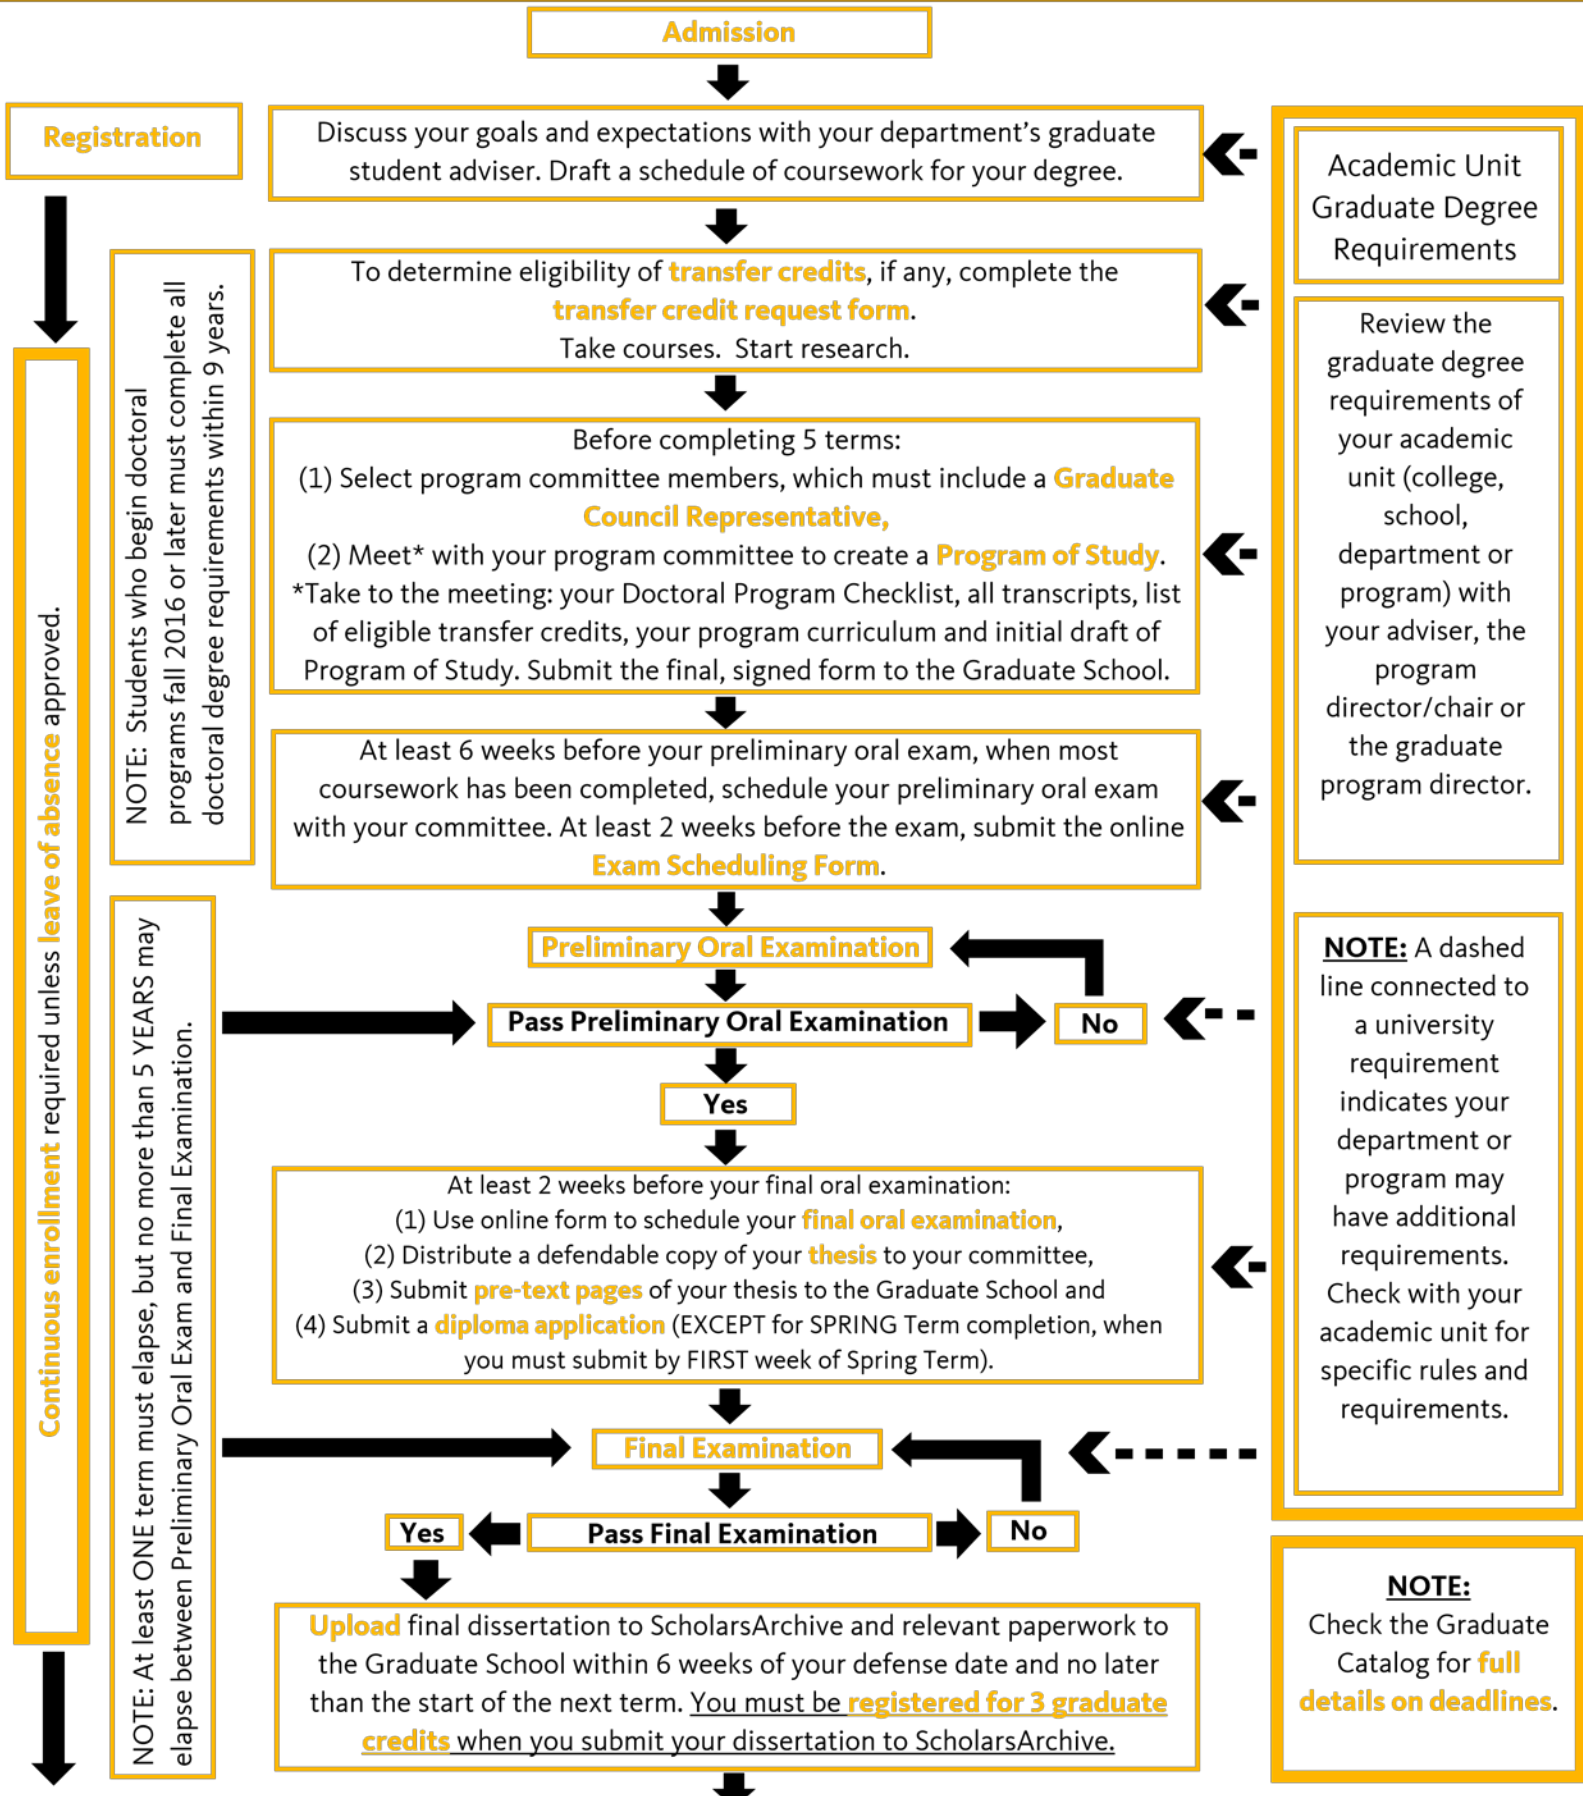 Admission
Registration
Discuss your goals and expectations with your department’s graduate
student adviser. Draft a schedule of coursework for your degree.
To determine eligibility of transfer credits, if any, complete the
transfer credit request form.
Take courses.  Start research.
Before completing 5 terms:
(1) Select program committee members, which must include a Graduate
Council Representative,
(2) Meet* with your program committee to create a Program of Study.
*Take to the meeting: your Doctoral Program Checklist, all transcripts, list
of eligible transfer credits, your program curriculum and initial draft of
Program of Study. Submit the final, signed form to the Graduate School.
At least 6 weeks before your preliminary oral exam, when most
coursework has been completed, schedule your preliminary oral exam
with your committee. At least 2 weeks before the exam, submit the online
Exam Scheduling Form.
Preliminary Oral Examination
Pass Preliminary Oral Examination
No
Yes
At least 2 weeks before your final oral examination:
(1) Use online form to schedule your final oral examination,
(2) Distribute a defendable copy of your thesis to your committee,
(3) Submit pre-text pages of your thesis to the Graduate School and
(4) Submit a diploma application (EXCEPT for SPRING Term completion, when
you must submit by FIRST week of Spring Term).
Final Examination
Yes
Pass Final Examination
No
Upload final dissertation to ScholarsArchive and relevant paperwork to
the Graduate School within 6 weeks of your defense date and no later
than the start of the next term. You must be registered for 3 graduate
credits when you submit your dissertation to ScholarsArchive.
Continuous enrollment required unless leave of absence approved.
NOTE:  Students who begin doctoral
programs fall 2016 or later must complete all
doctoral degree requirements within 9 years.
NOTE: At least ONE term must elapse, but no more than 5 YEARS may
elapse between Preliminary Oral Exam and Final Examination.
Academic Unit
Graduate Degree
Requirements
Review the
graduate degree
requirements of
your academic
unit (college,
school,
department or
program) with
your adviser, the
program
director/chair or
the graduate
program director.
NOTE: A dashed
line connected to
a university
requirement
indicates your
department or
program may
have additional
requirements.
Check with your
academic unit for
specific rules and
requirements.
NOTE:
Check the Graduate
Catalog for full
details on deadlines.